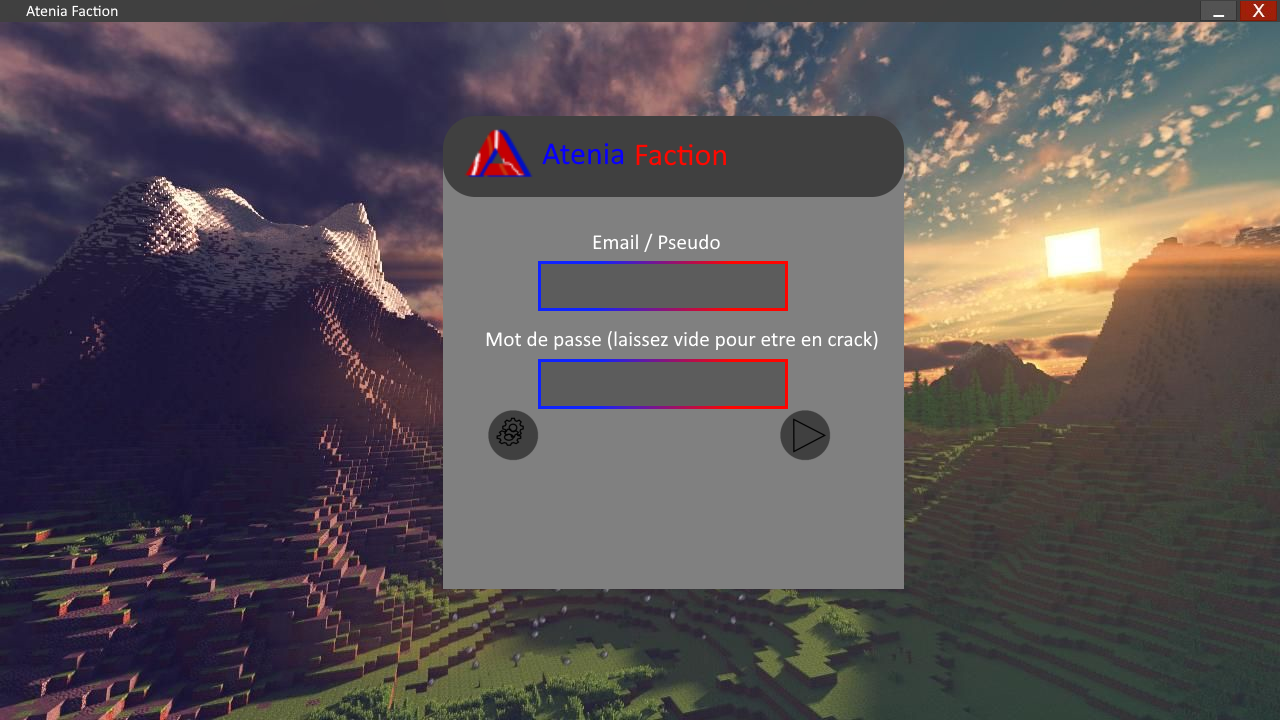 Atenia Faction
_ X
Atenia Faction
Email / Pseudo
Mot de passe (laissez vide pour etre en crack)